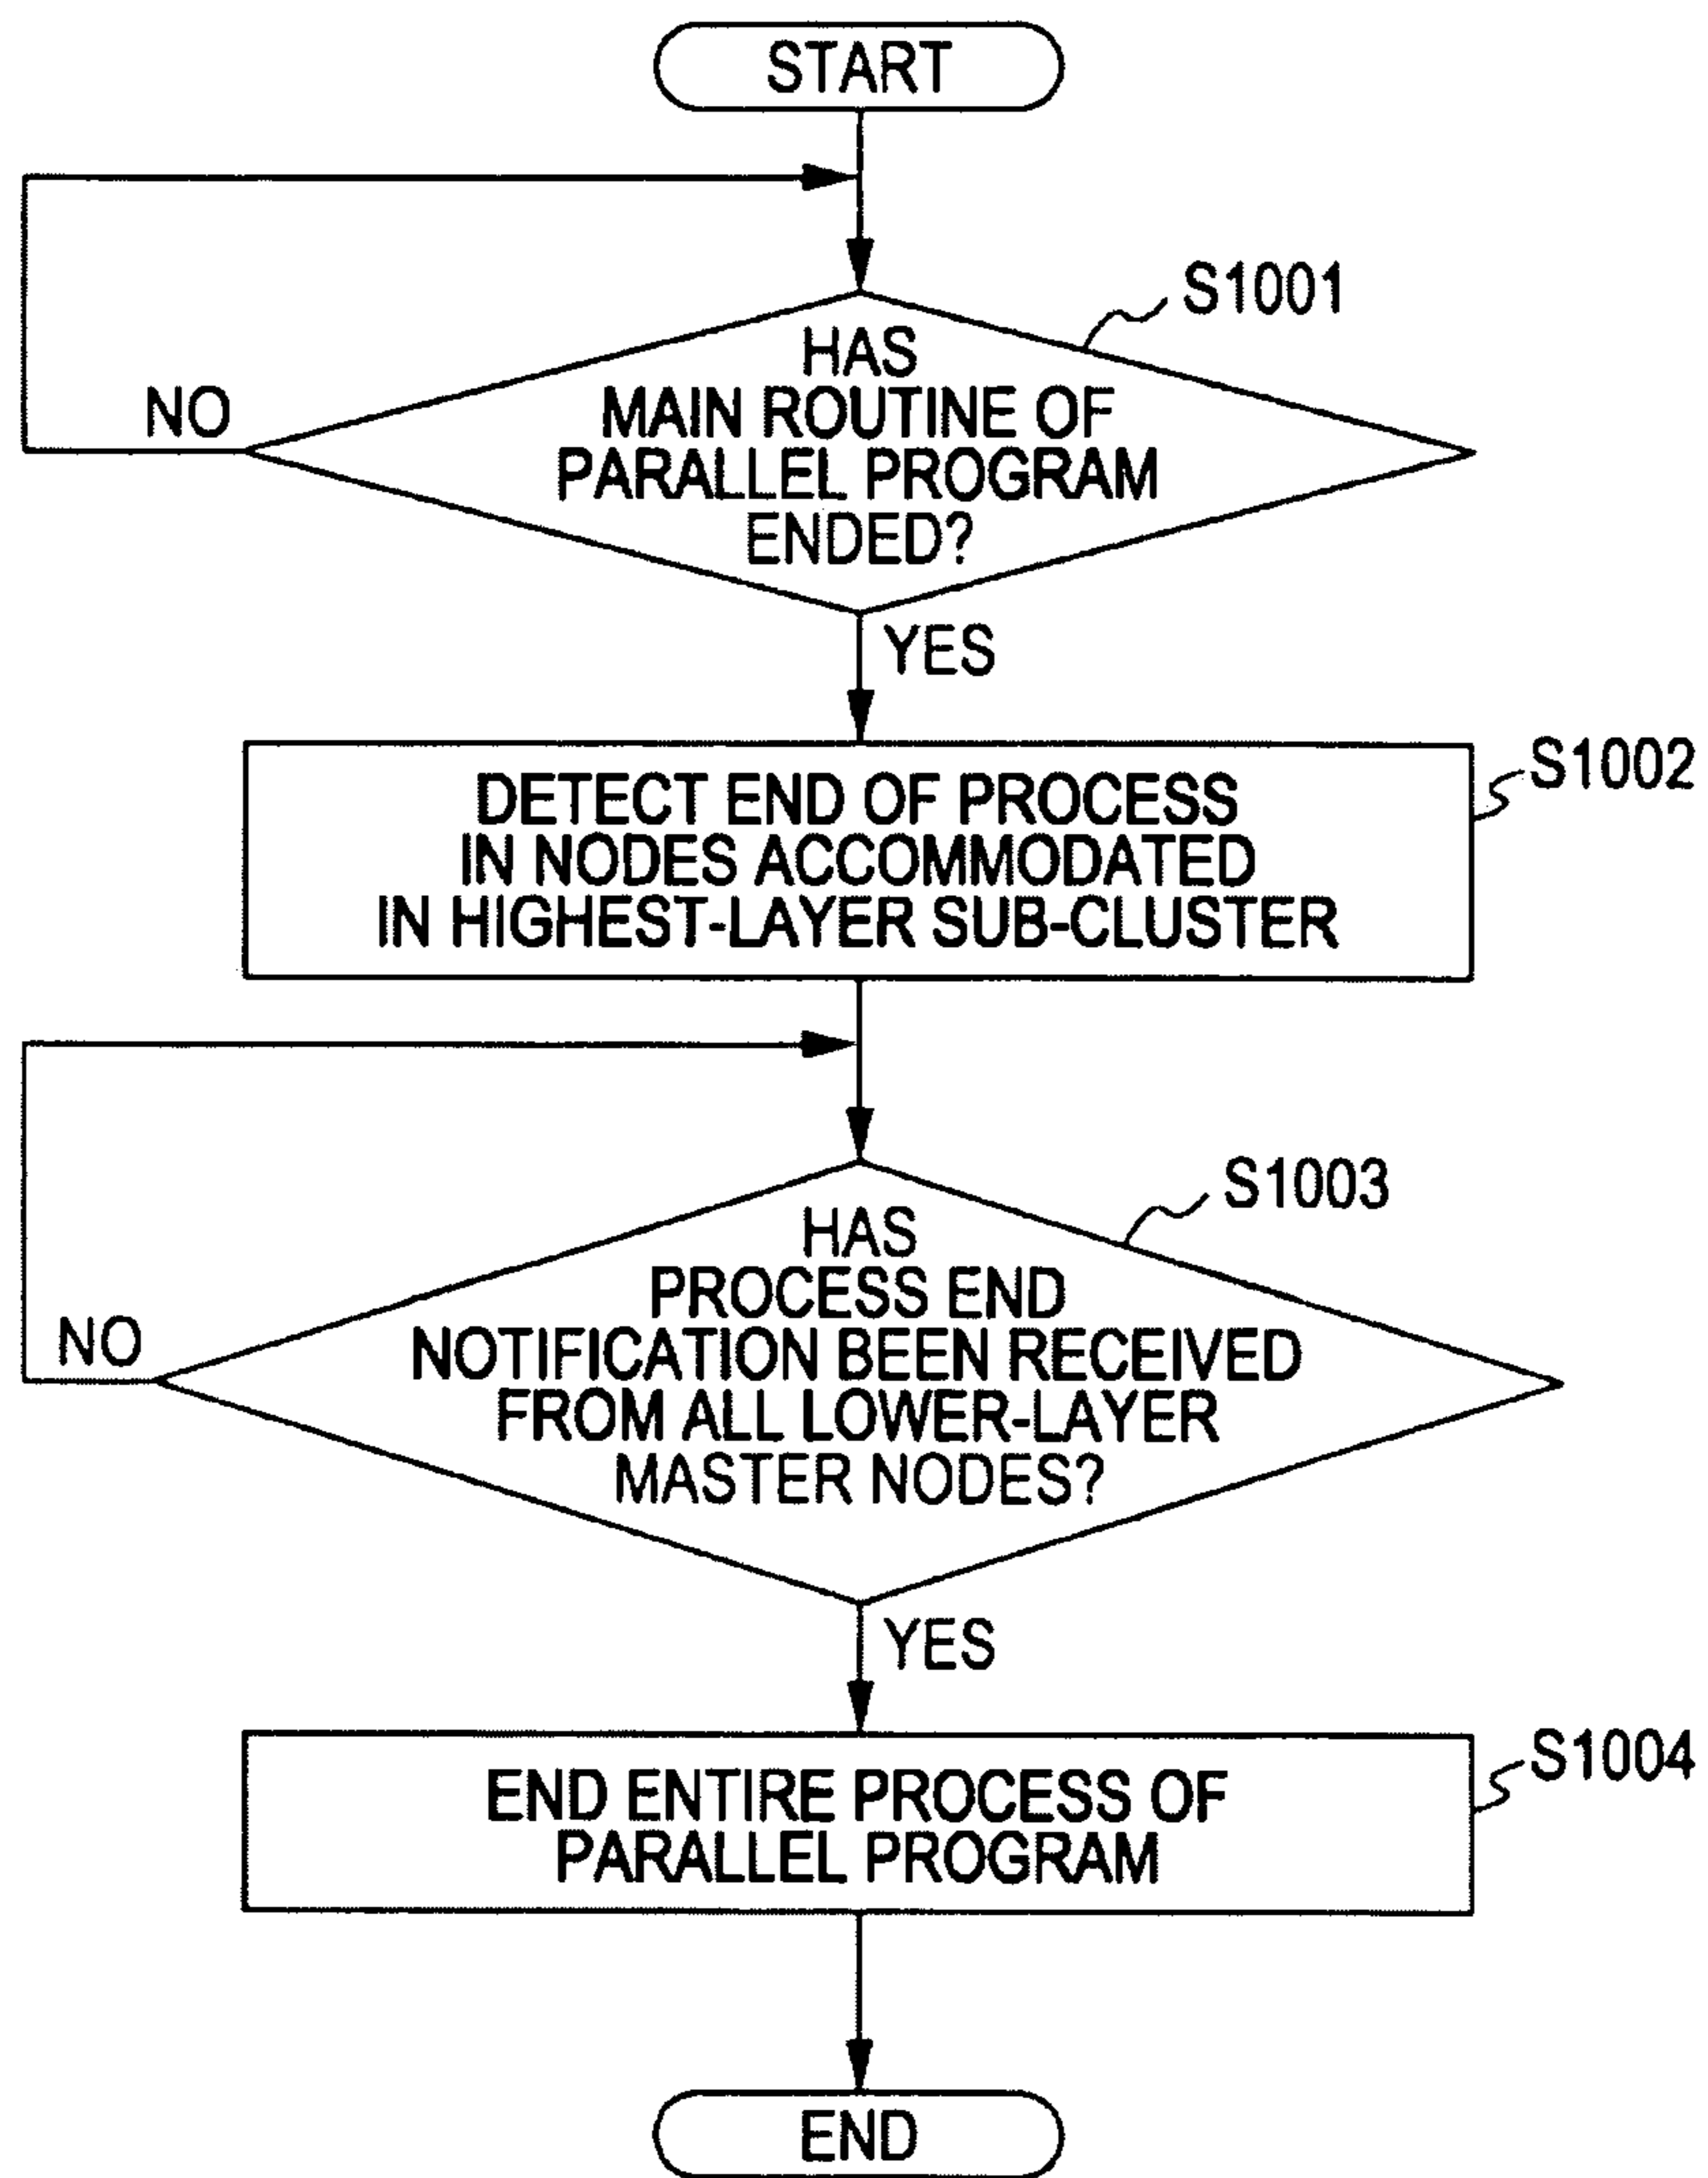 START
S1001
HAS
MAIN ROUTINE OF
PARALLEL PROGRAM
ENDED?
NO
YES
S1002
DETECT END OF PROCESS
IN NODES ACCOMMODATED
IN HIGHEST-LAYER SUB-CLUSTER
S1003
HAS
PROCESS END
NOTIFICATION BEEN RECEIVED
FROM ALL LOWER-LAYER
MASTER NODES?
NO
YES
S1004
END ENTIRE PROCESS OF
PARALLEL PROGRAM
END